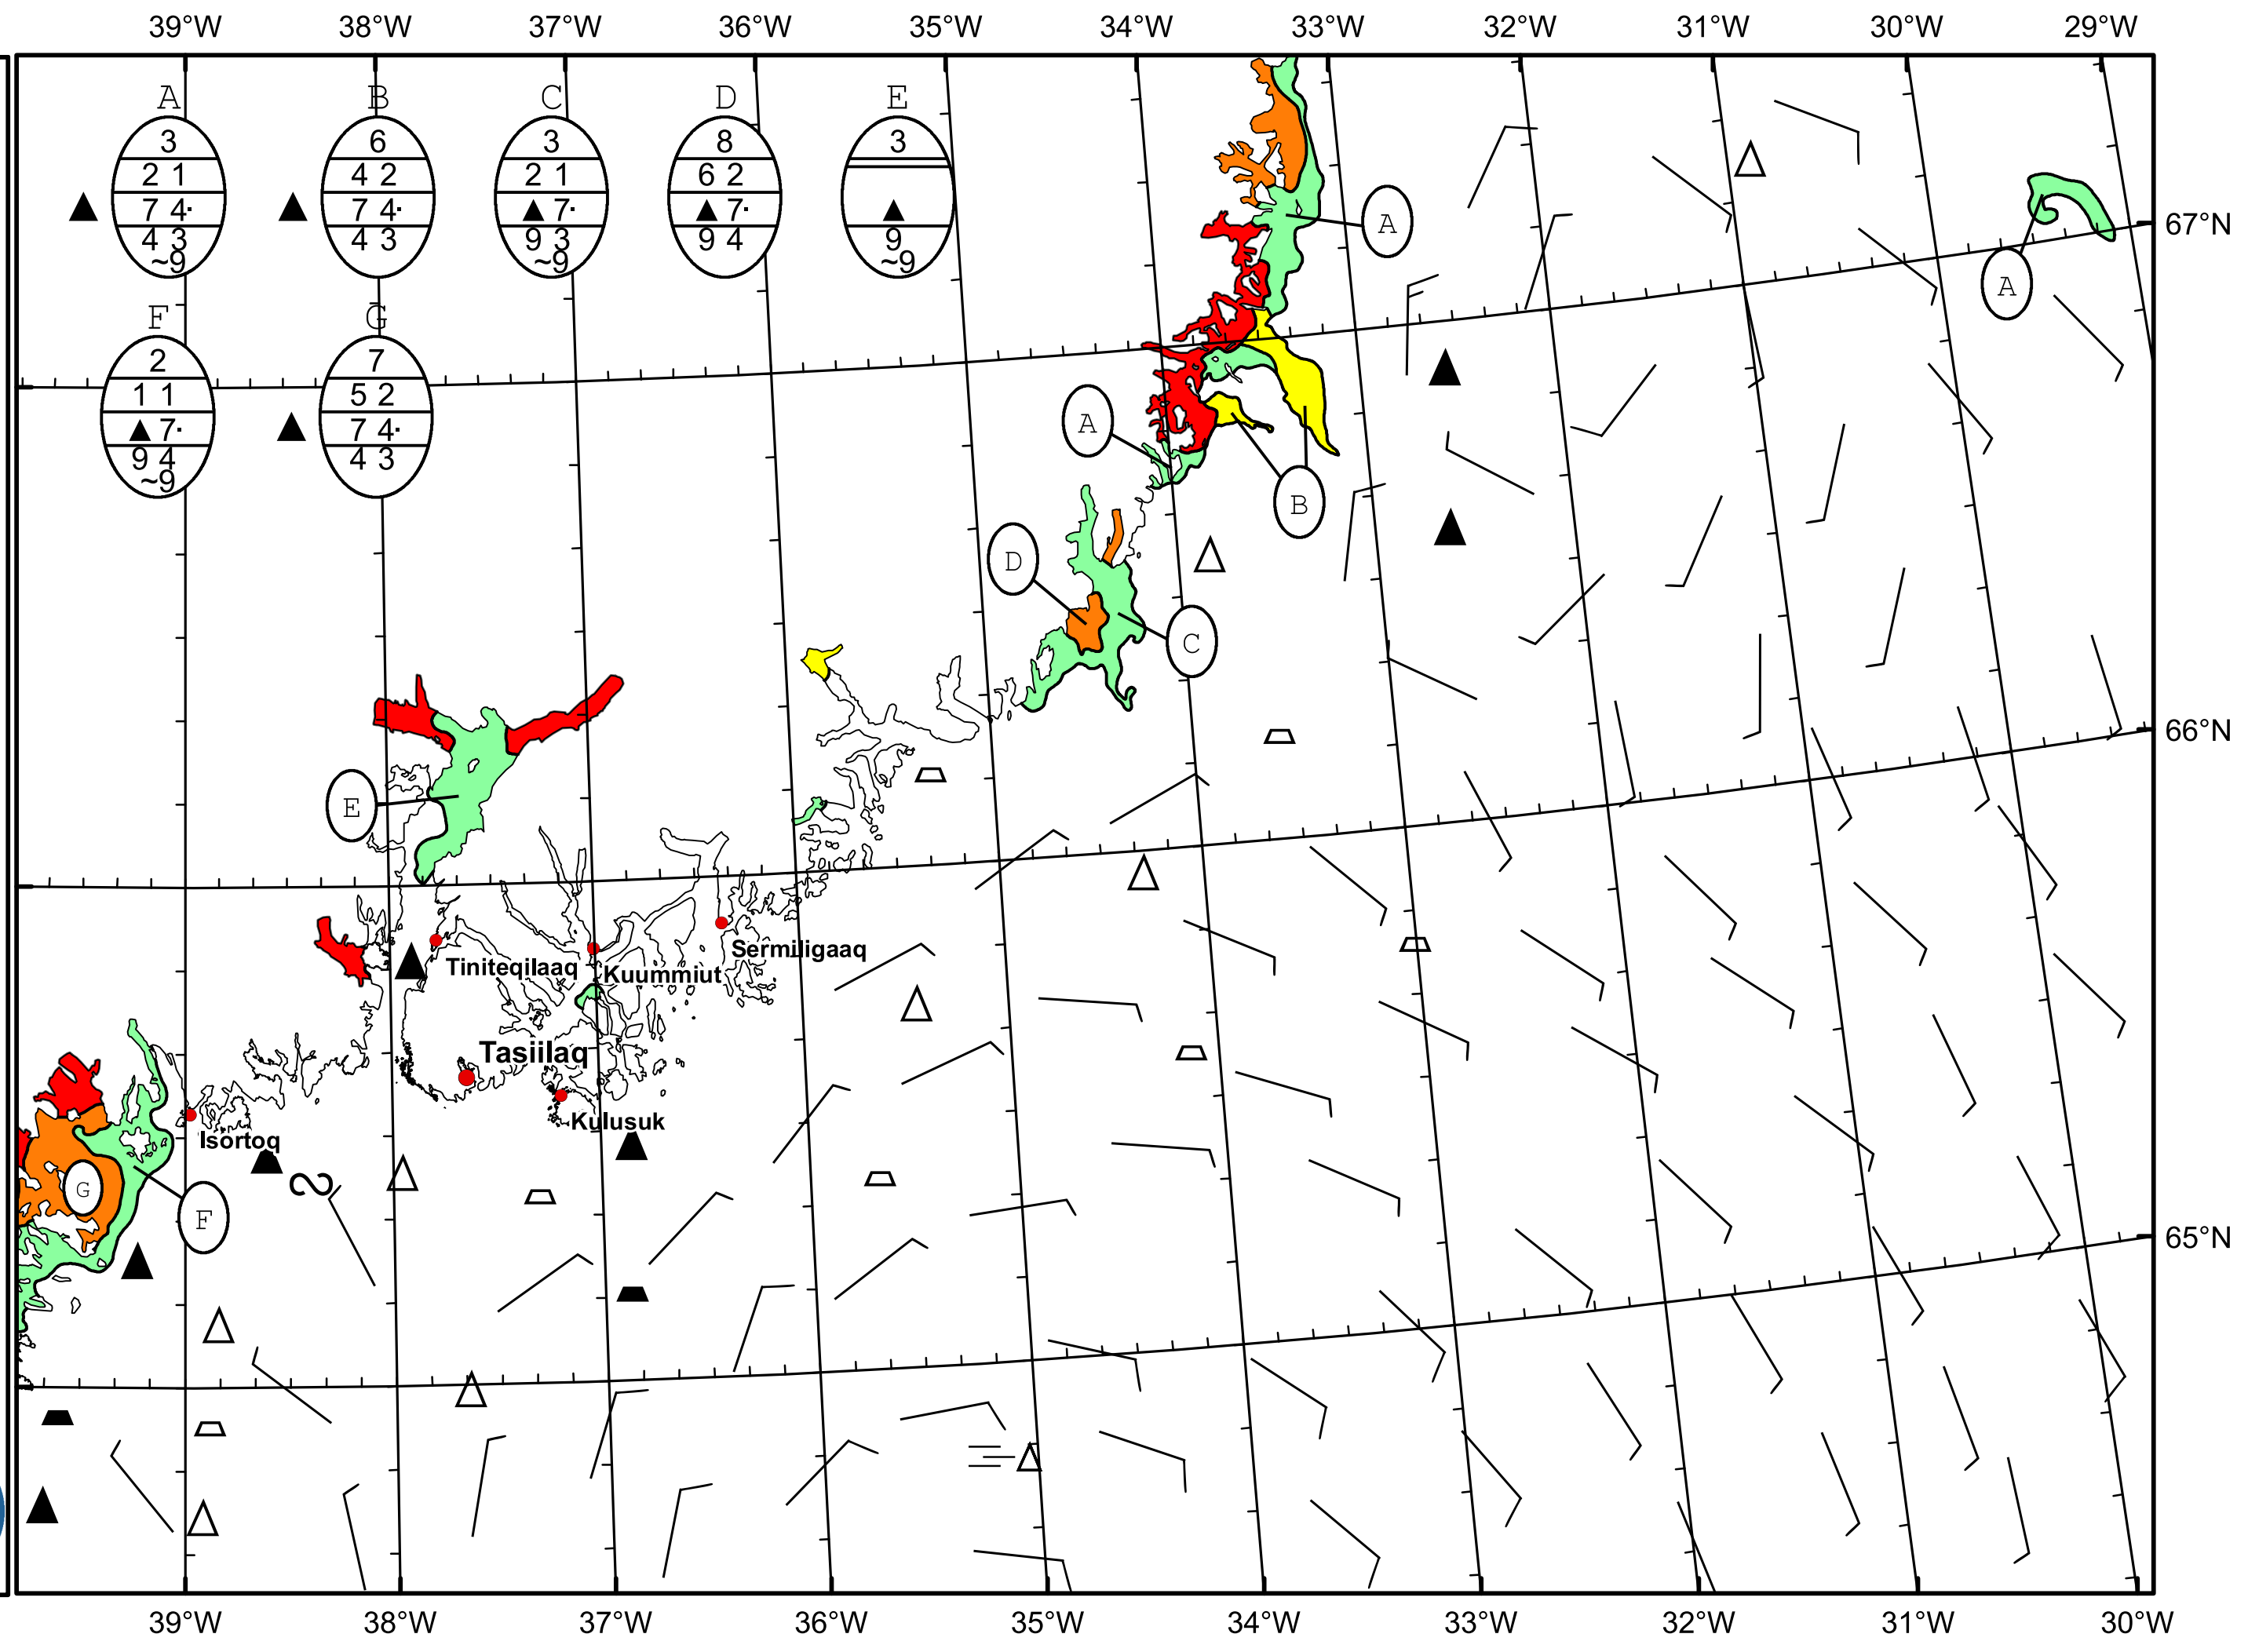 39°W 38°W 37°W 36°W 35°W 34°W 33°W 32°W 31°W 30°W 29°W
A B C D E
3 6 3 8 3
2 1 4 2 2 1 6 2
7 4· 7 4· ▲ 7· ▲ 7· ▲
4 3 4 3 9 3 9 4 9
~9 ~9 ~9
A
67°N
A
F G
2 7
1 1 5 2
▲ 7· 7 4·
9 4 4 3
~9
A
B
D
C
66°N
E
Sermiligaaq
Tiniteqilaaq
Kuummiut
Tasiilaq
Kulusuk
Isortoq
G
F
65°N
39°W 38°W 37°W 36°W 35°W 34°W 33°W 32°W 31°W 30°W